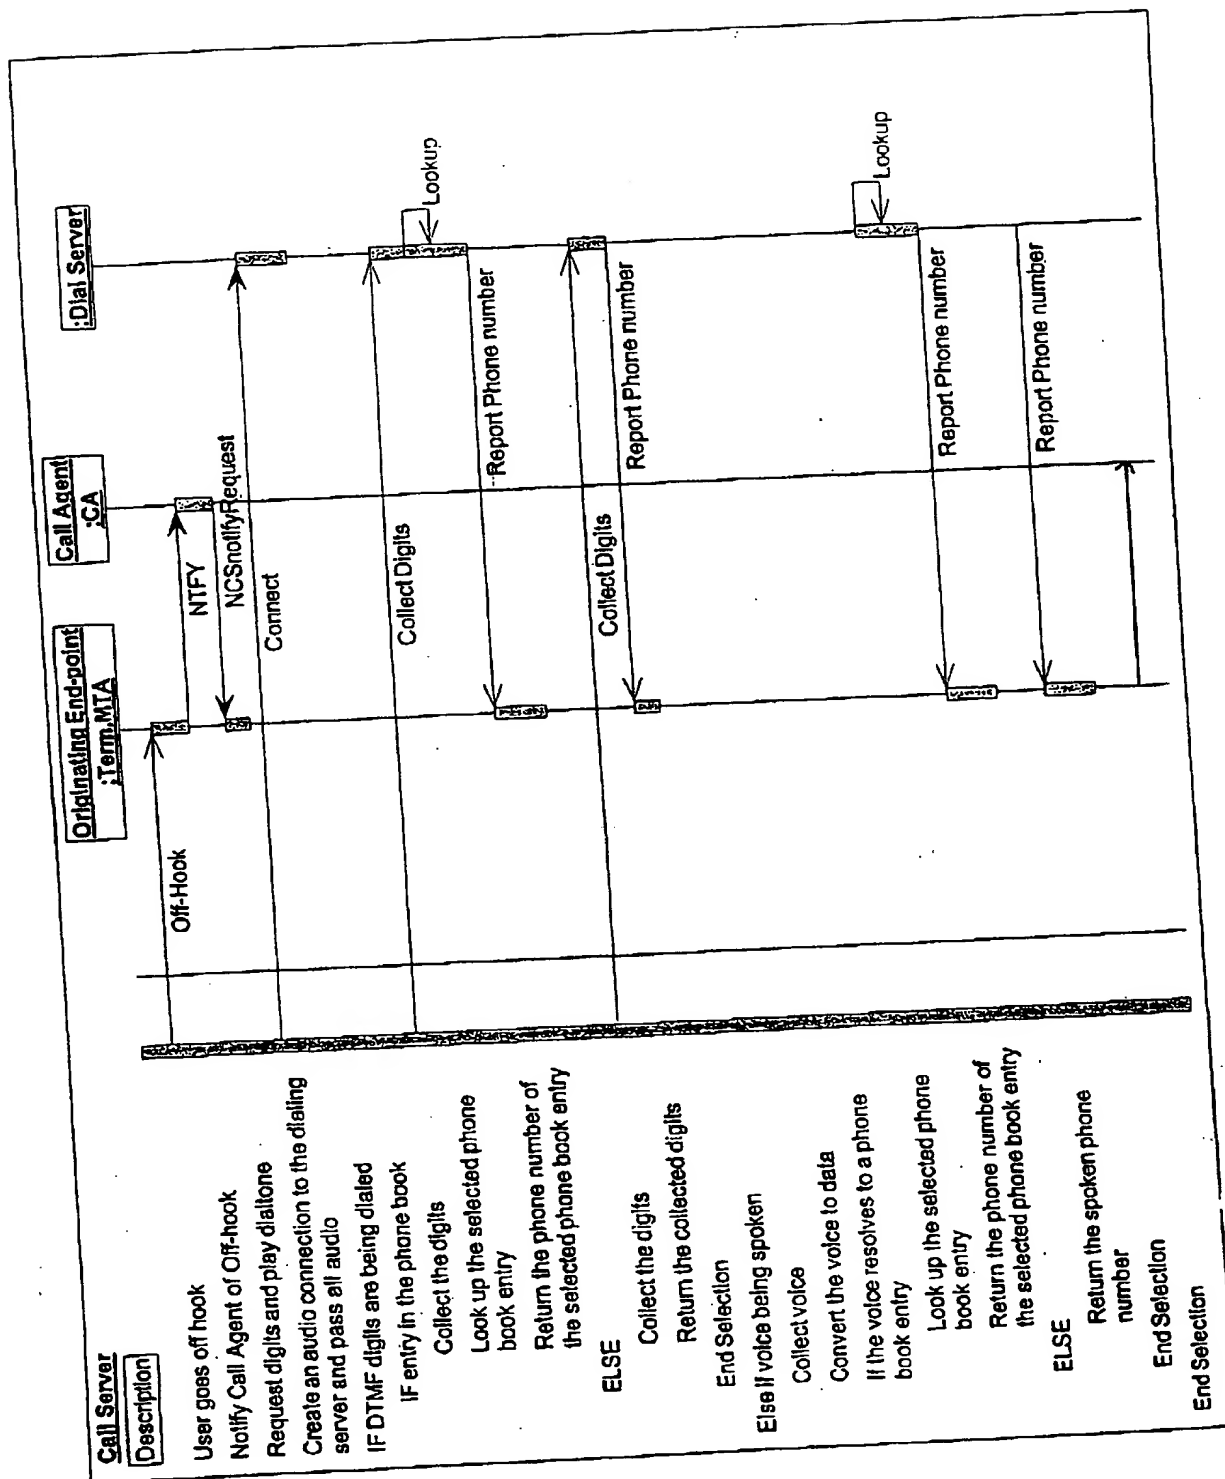 Call Server
Description
User goes off hook
Notify Call Agent of Off-hook
Request digits and play dialtone
Create an audio connection to the dialing
server and pass all audio
IF DTMF digits are being dialed
IF entry in the phone book
Collect the digits
Look up the selected phone
book entry
Return the phone number of
the selected phone book entry
ELSE
Collect the digits
Return the collected digits
End Selection
Else If voice being spoken
Collect voice
Convert the voice to data
If the voice resolves to a phone
book entry
Look up the selected phone
book entry
Return the phone number of
the selected phone book entry
ELSE
Return the spoken phone
number
End Selection
End Selection
Originating End-point
:Term.MTA
Call Agent
:CA
:Dial Server
Off-Hook
NTFY
NCSnotifyRequest
Connect
Collect Digits
Lookup
Report Phone number
Collect Digits
Report Phone number
Lookup
Report Phone number
Report Phone number